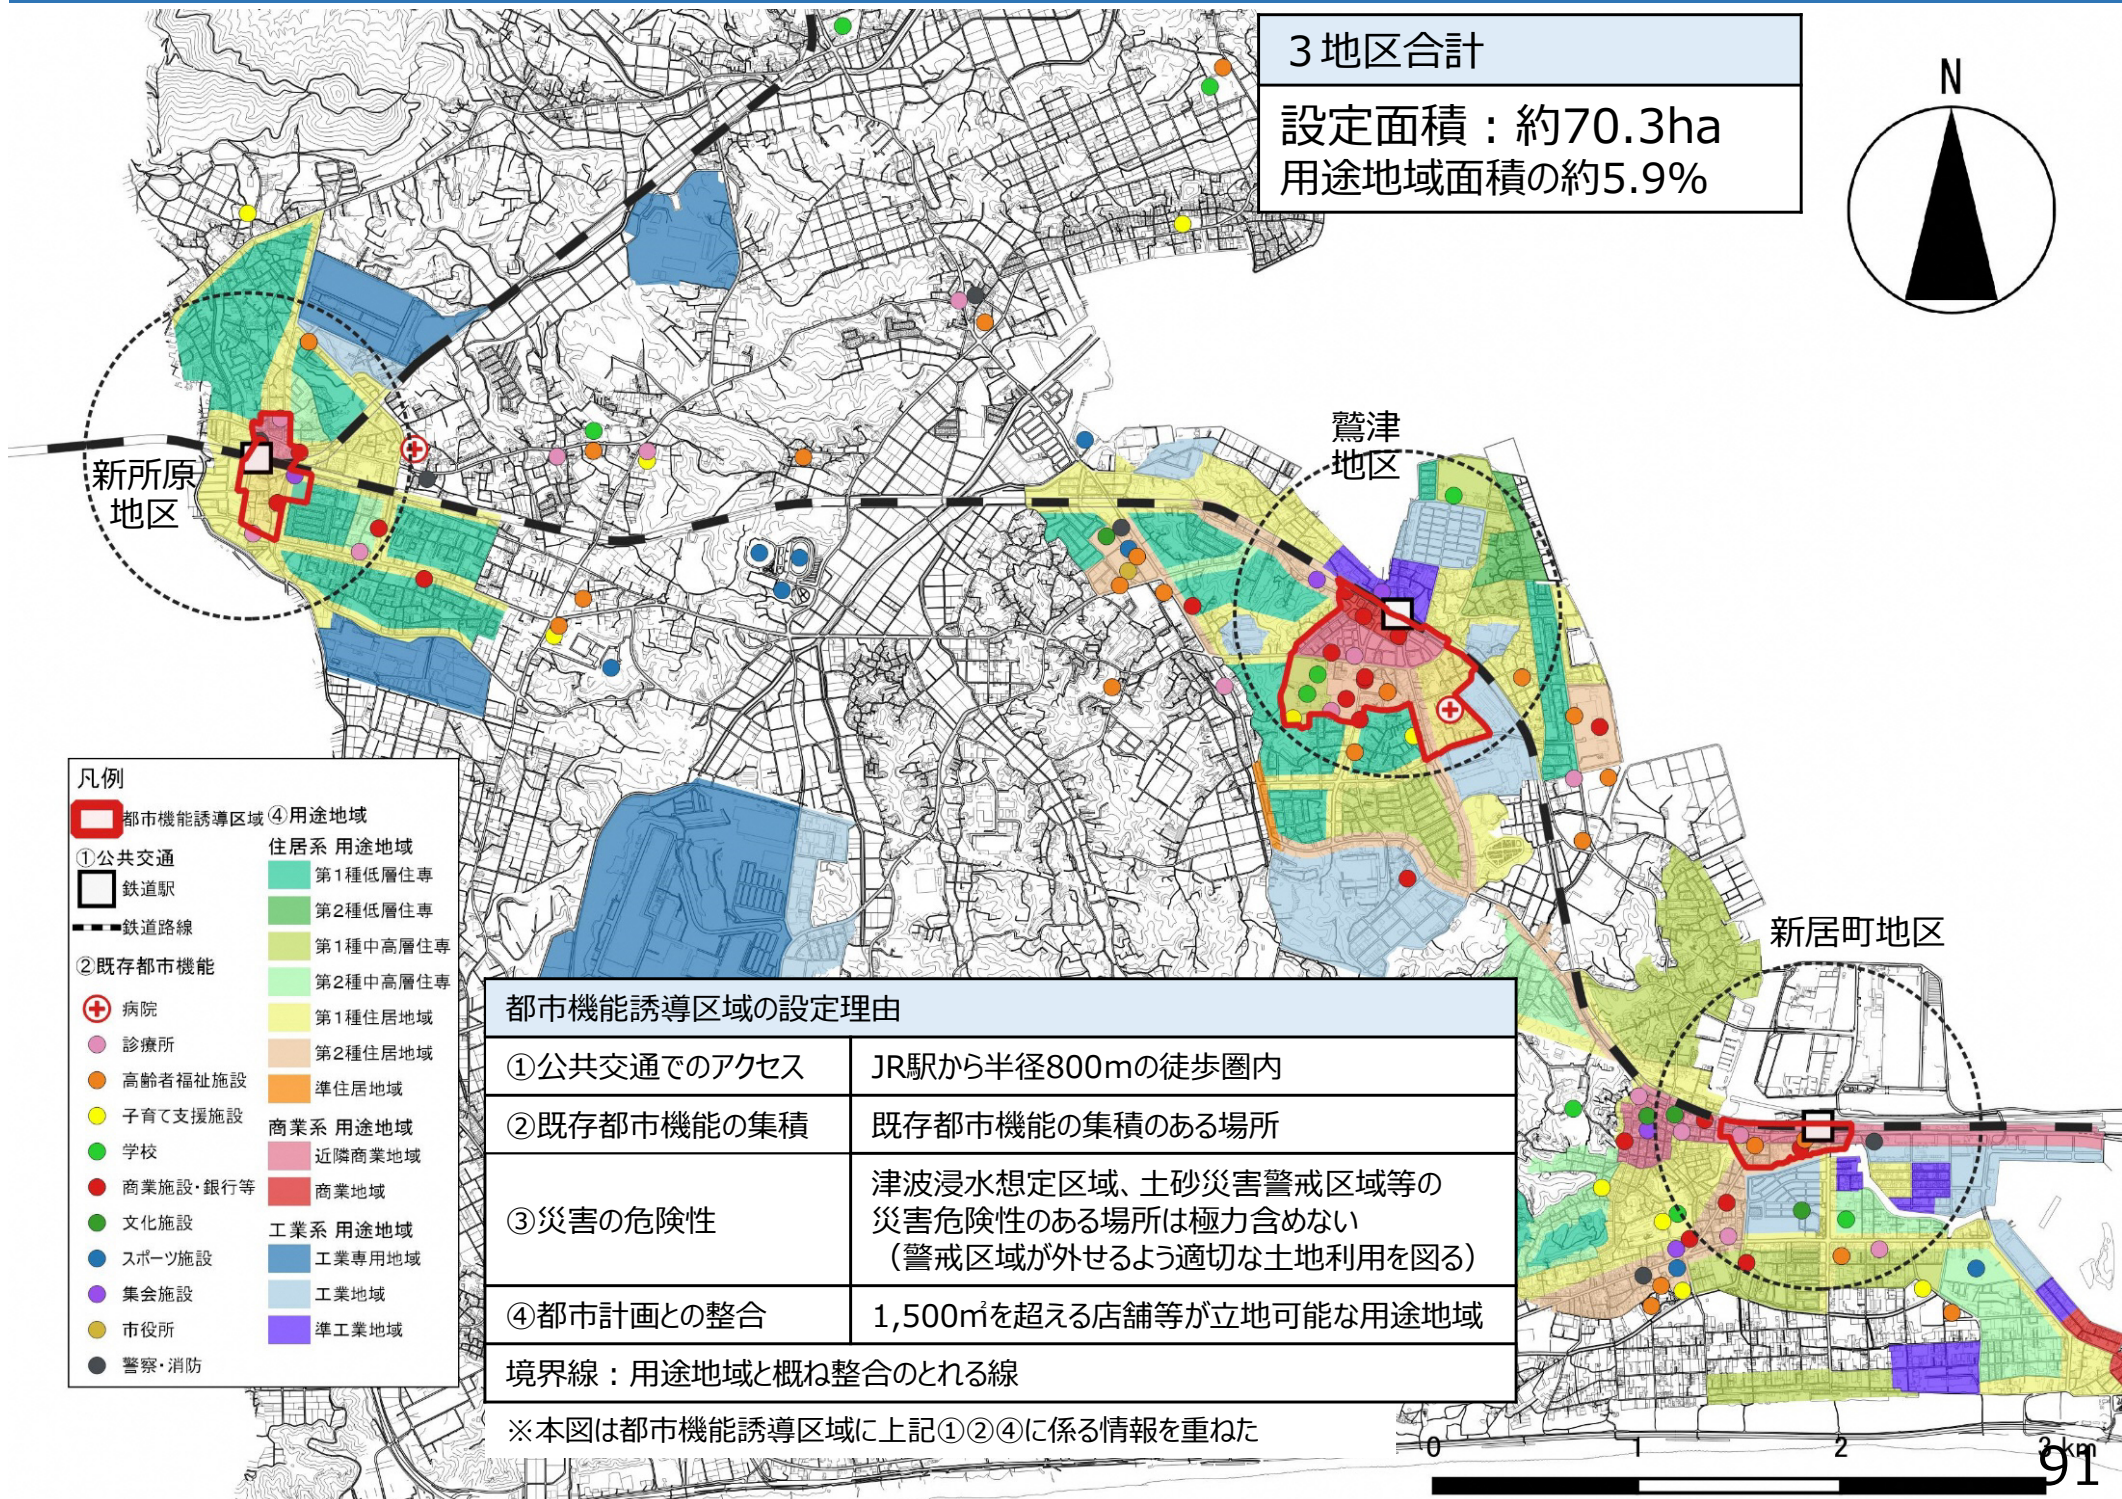 3地区合計
設定面積：約70.3ha
用途地域面積の約5.9%
N
新所原
地区
鷲津
地区
新居町地区
凡例
都市機能誘導区域
①公共交通
鉄道駅
鉄道路線
②既存都市機能
病院
診療所
高齢者福祉施設
子育て支援施設
学校
商業施設・銀行等
文化施設
スポーツ施設
集会施設
市役所
警察・消防
④用途地域
住居系 用途地域
第1種低層住専
第2種低層住専
第1種中高層住専
第2種中高層住専
第1種住居地域
第2種住居地域
準住居地域
商業系 用途地域
近隣商業地域
商業地域
工業系 用途地域
工業専用地域
工業地域
準工業地域
都市機能誘導区域の設定理由
①公共交通でのアクセス
JR駅から半径800mの徒歩圏内
②既存都市機能の集積
既存都市機能の集積のある場所
③災害の危険性
津波浸水想定区域、土砂災害警戒区域等の
災害危険性のある場所は極力含めない
（警戒区域が外せるよう適切な土地利用を図る）
④都市計画との整合
1,500㎡を超える店舗等が立地可能な用途地域
境界線：用途地域と概ね整合のとれる線
※本図は都市機能誘導区域に上記①②④に係る情報を重ねた
0 1 2 3 km
91